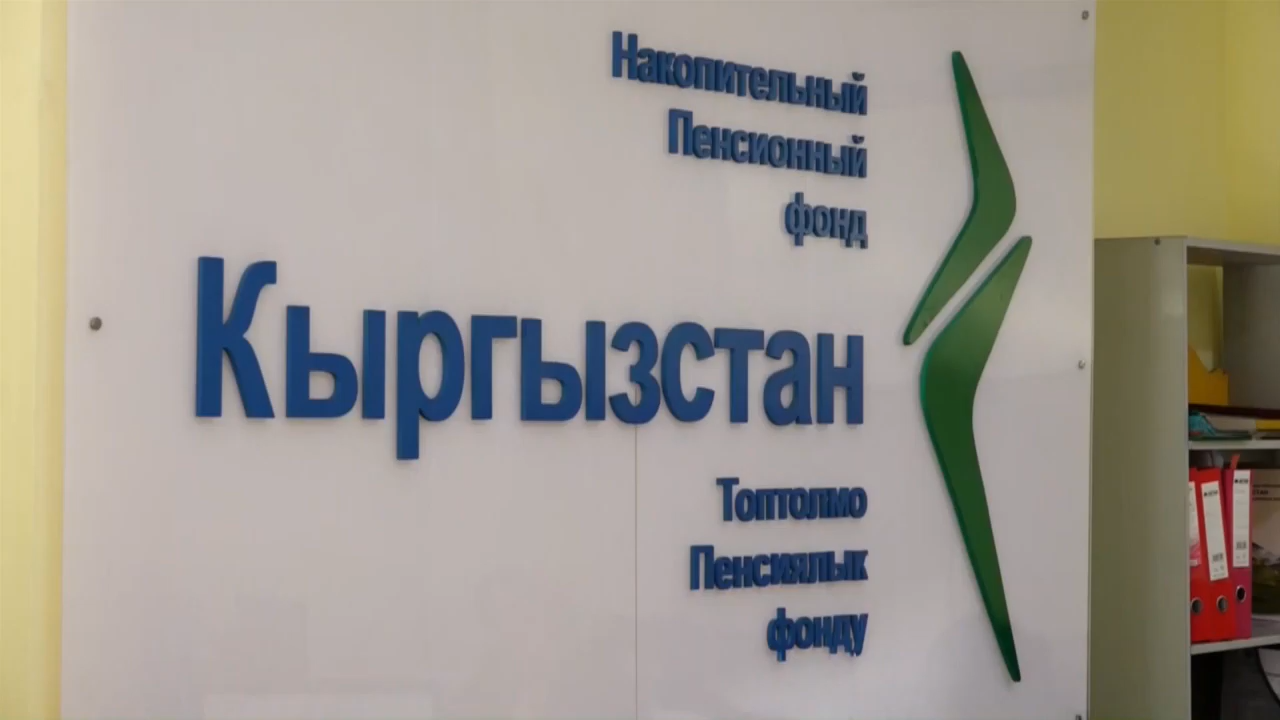 Накопительный
Пенсионный
фонд
Кыргызстан
Топтолмо
Пенсиялык
фонду